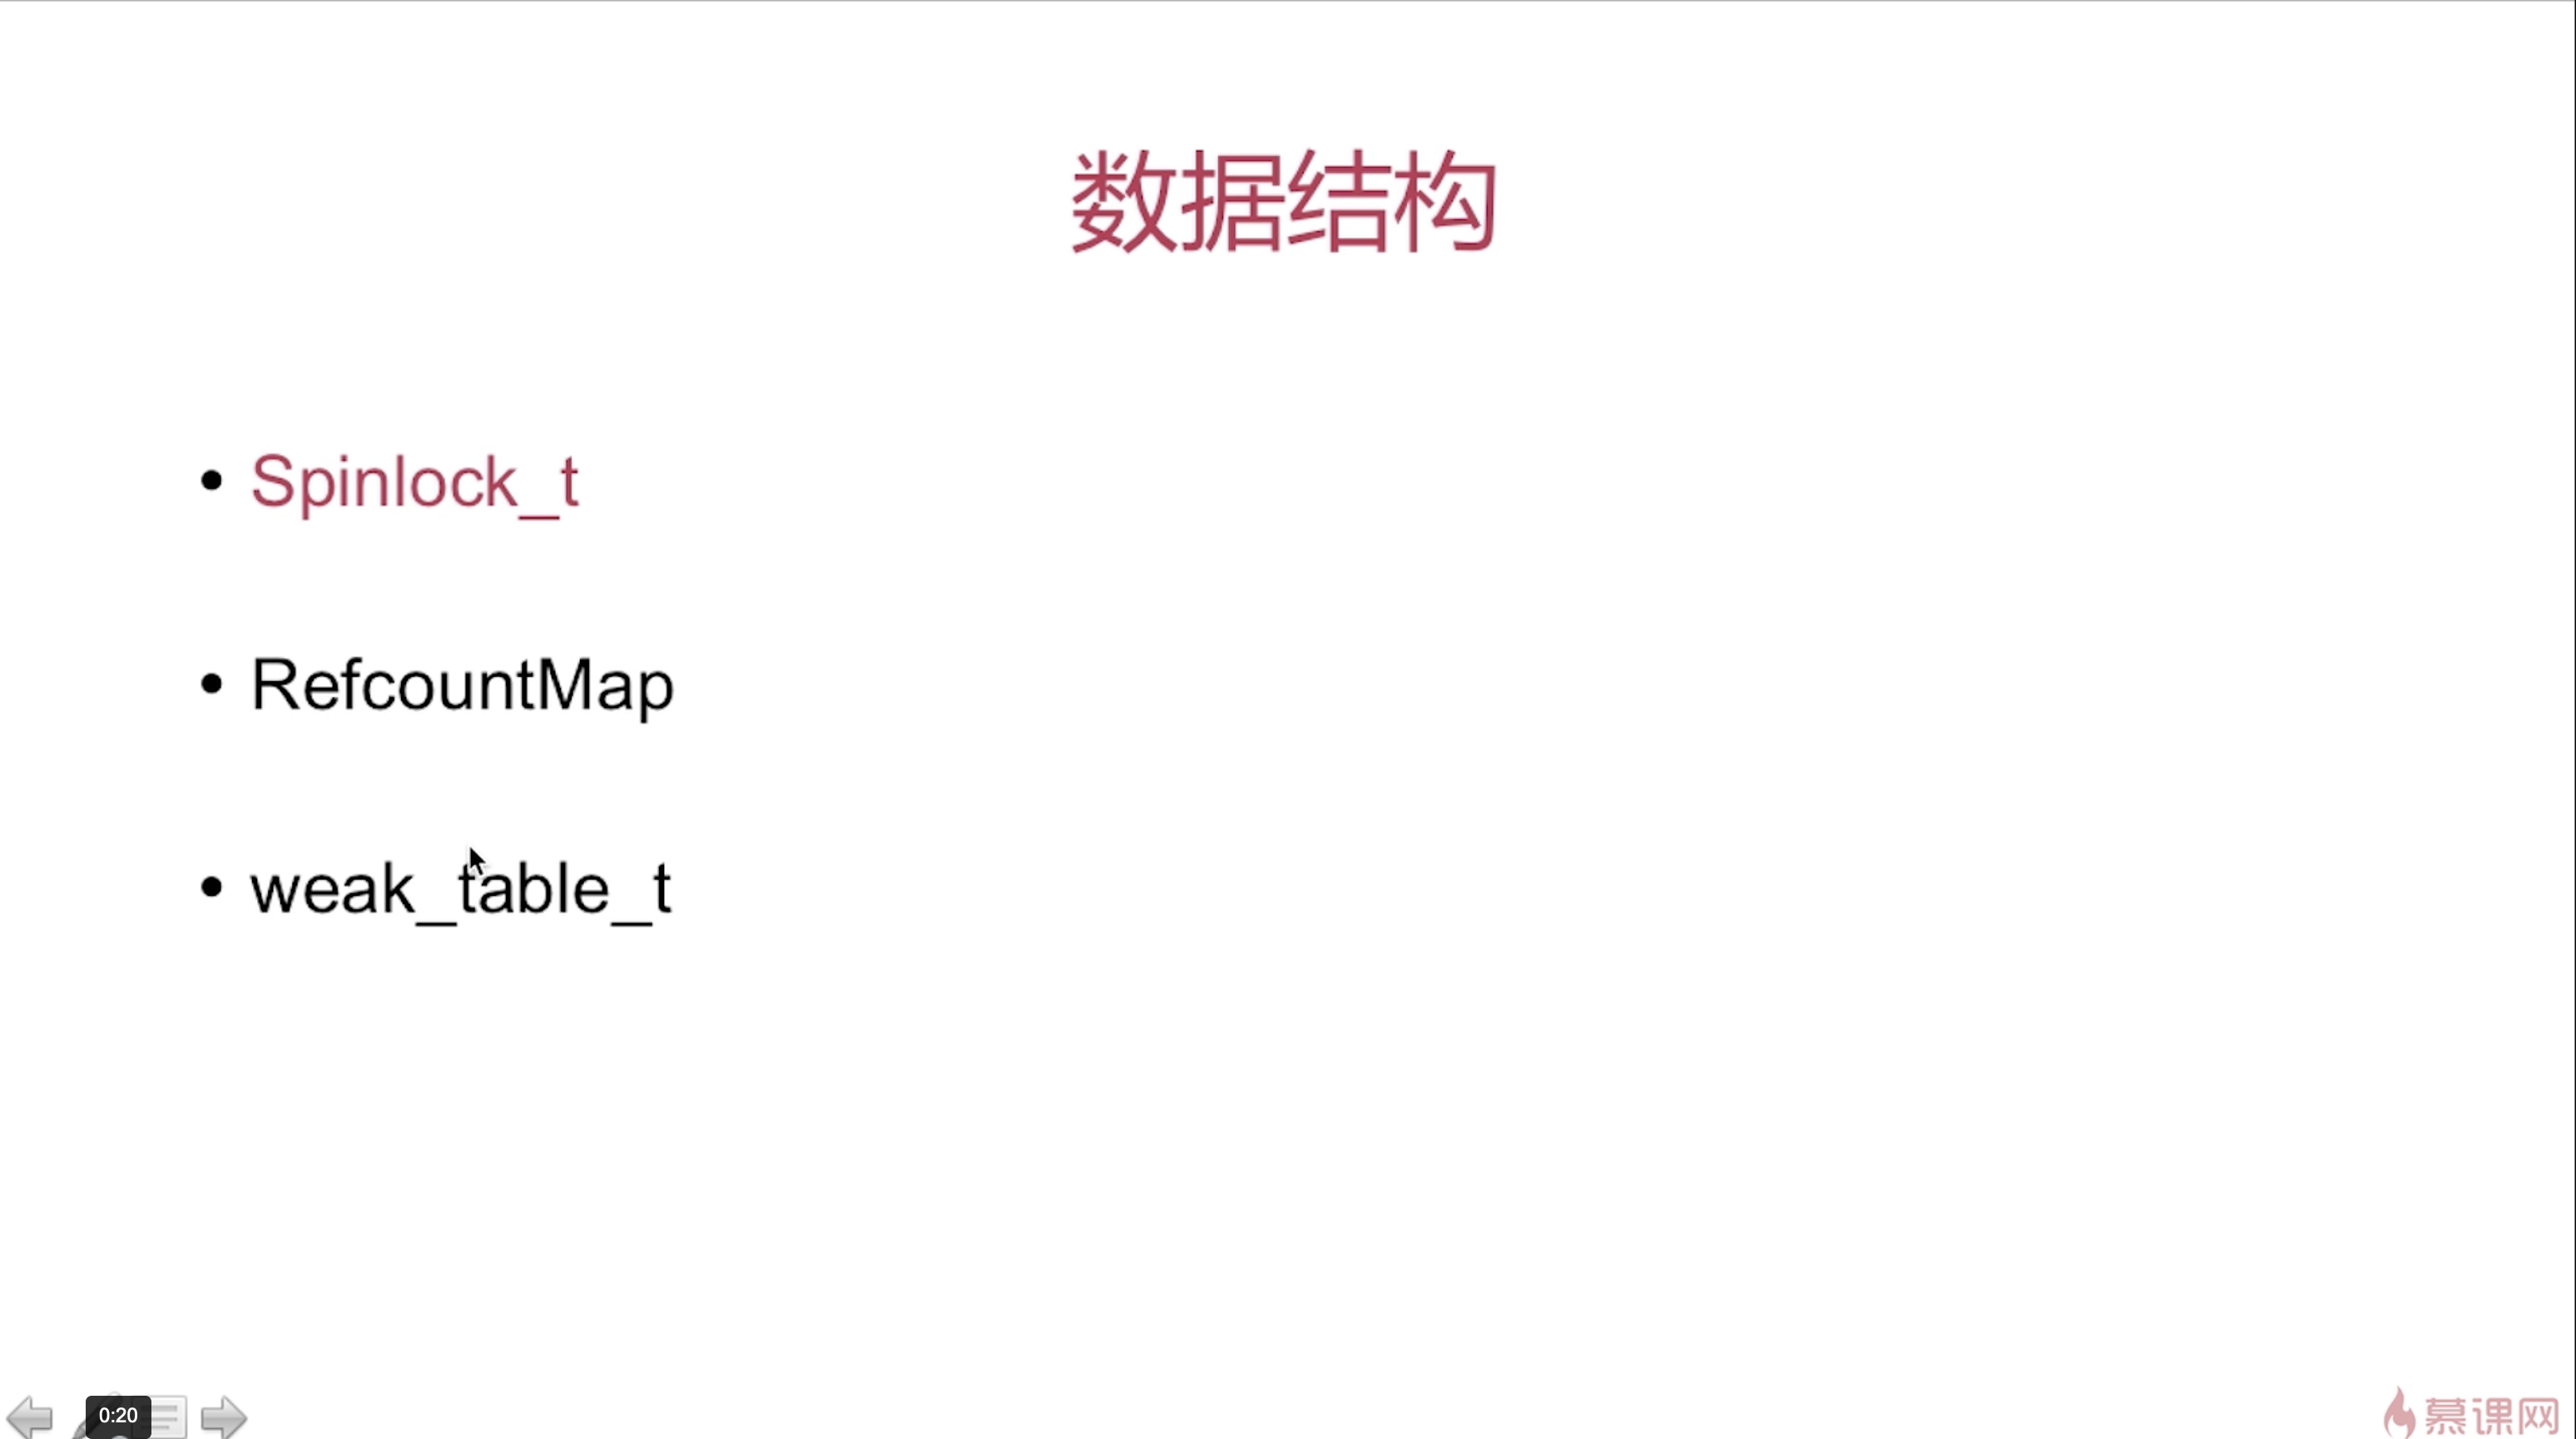 数据结构
• Spinlock_t
• RefcountMap
• weak_table_t
0:20
慕课网